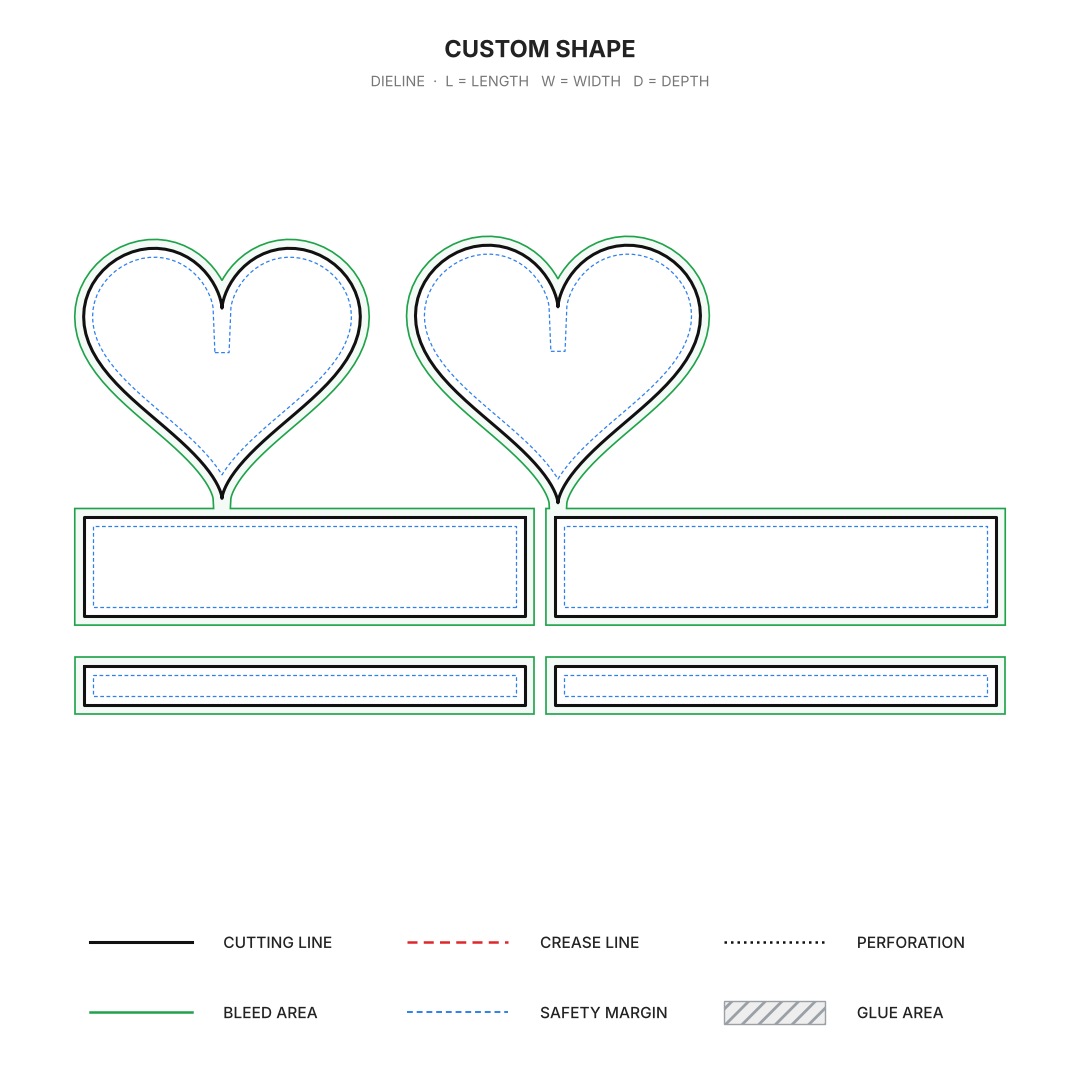 CUSTOM SHAPE
DIELINE · L = LENGTH W = WIDTH D = DEPTH
CUTTING LINE
CREASE LINE
PERFORATION
BLEED AREA
SAFETY MARGIN
GLUE AREA